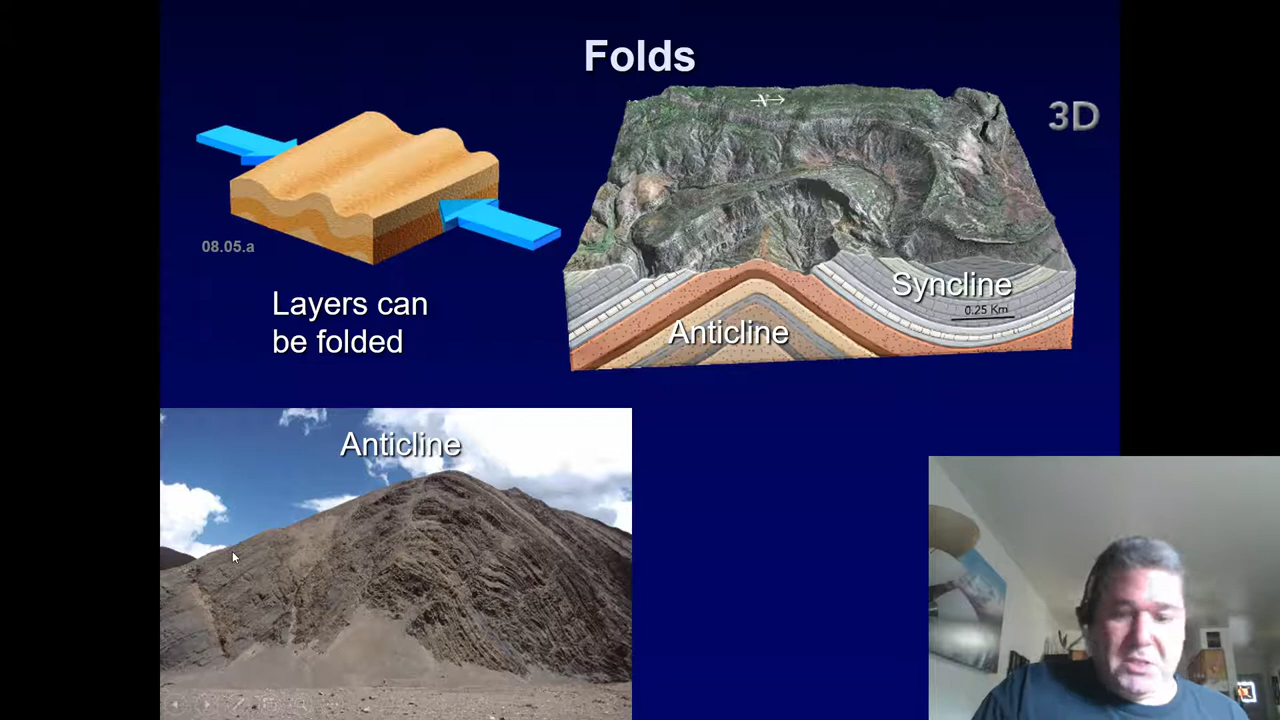 Folds
3D
08.05.a
Layers can
be folded
Syncline
0.25 Km
Anticline
Anticline